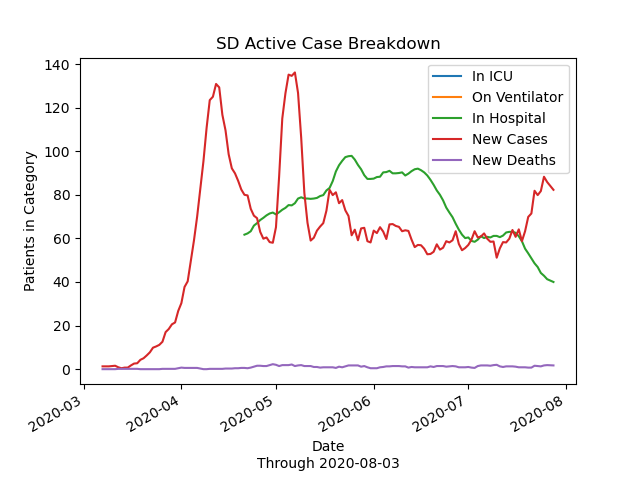 SD Active Case Breakdown
In ICU
On Ventilator
In Hospital
New Cases
New Deaths
Patients in Category
140
120
100
80
60
40
20
0
2020-03
2020-04
2020-05
2020-06
2020-07
2020-08
Date
Through 2020-08-03